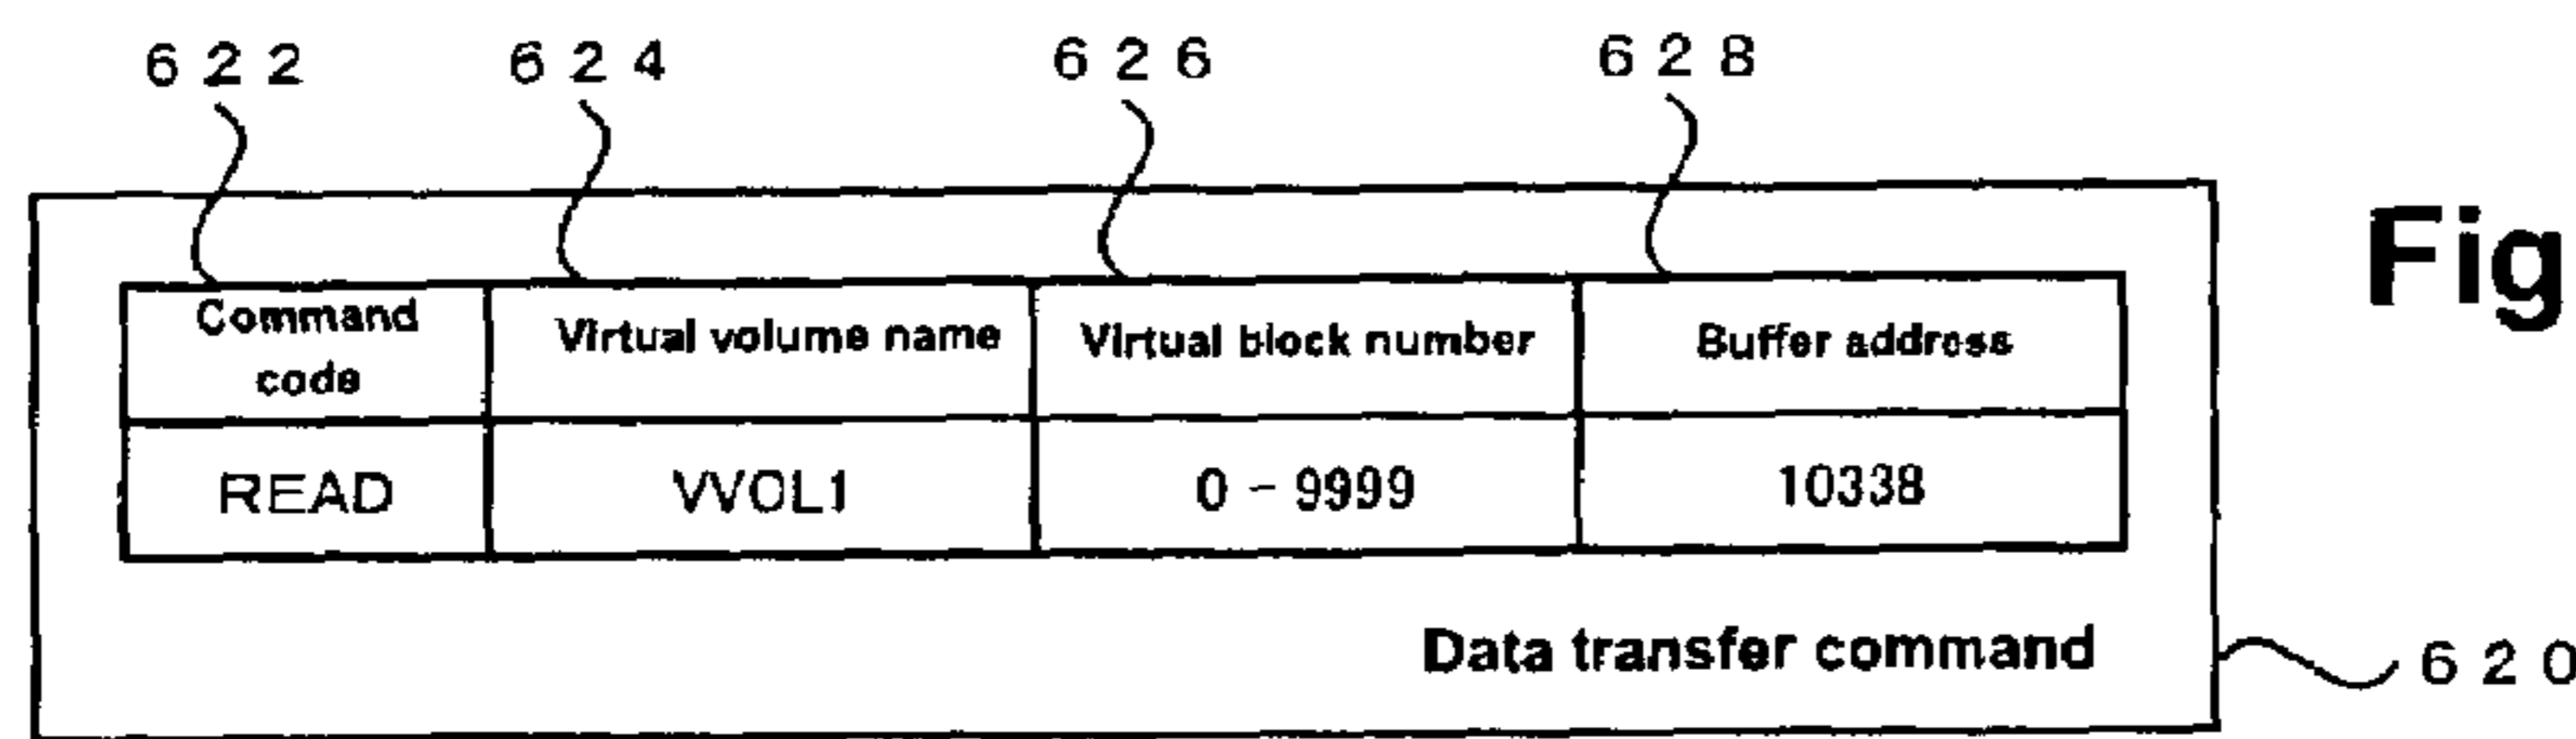 622 624 626 628
Fig
Command code Virtual volume name Virtual block number Buffer address
READ VVOL1 0 - 9999 10338
Data transfer command
620